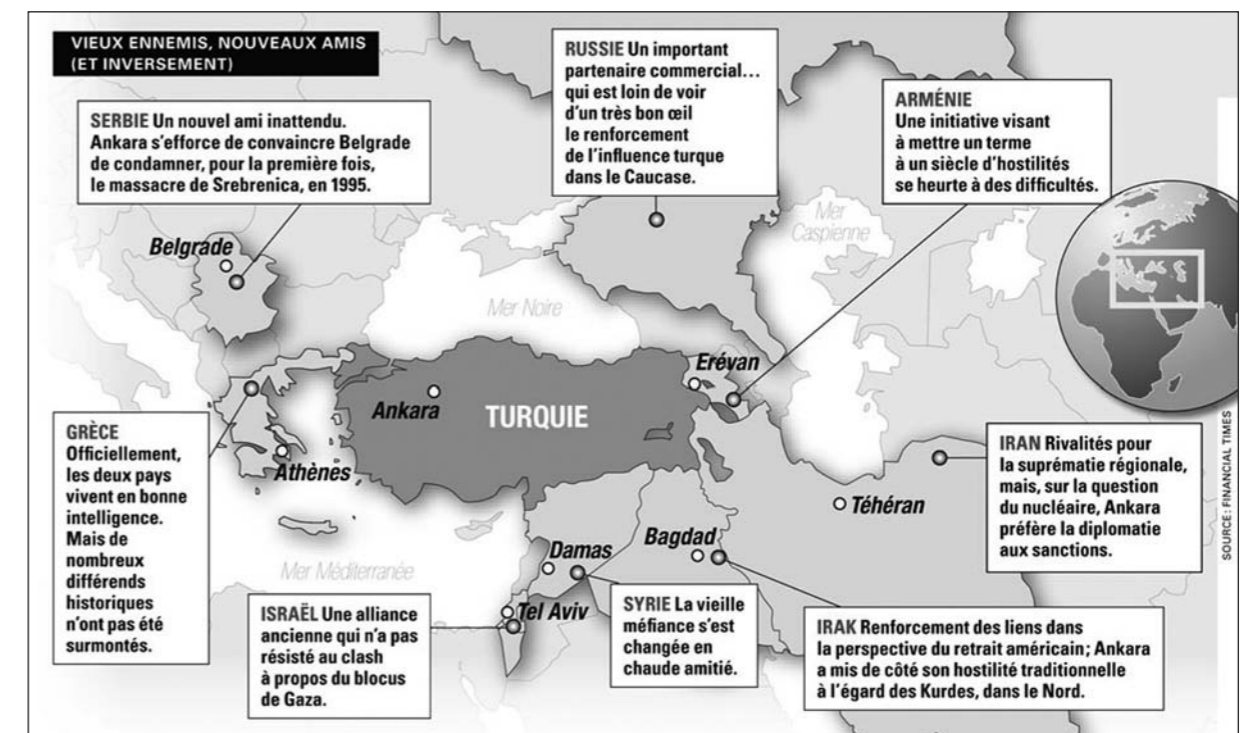 VIEUX ENNEMIS, NOUVEAUX AMIS
(ET INVERSEMENT)
SERBIE Un nouvel ami inattendu.
Ankara s'efforce de convaincre Belgrade
de condamner, pour la première fois,
le massacre de Srebrenica, en 1995.
RUSSIE Un important
partenaire commercial…
qui est loin de voir
d'un très bon œil
le renforcement
de l'influence turque
dans le Caucase.
ARMÉNIE
Une initiative visant
à mettre un terme
à un siècle d'hostilités
se heurte à des difficultés.
Mer
Caspienne
Belgrade
Mer Noire
Erévan
Ankara
TURQUIE
GRÈCE
Officiellement,
les deux pays
vivent en bonne
intelligence.
Mais de
nombreux
différends
historiques
n'ont pas été
surmontés.
Athènes
IRAN Rivalités pour
la suprématie régionale,
mais, sur la question
du nucléaire, Ankara
préfère la diplomatie
aux sanctions.
SOURCE: FINANCIAL TIMES
Téhéran
Mer Méditerranée
Damas
Bagdad
Tel Aviv
ISRAËL Une alliance
ancienne qui n'a pas
résisté au clash
à propos du blocus
de Gaza.
SYRIE La vieille
méfiance s'est
changée en
chaude amitié.
IRAK Renforcement des liens dans
la perspective du retrait américain; Ankara
a mis de côté son hostilité traditionnelle
à l'égard des Kurdes, dans le Nord.